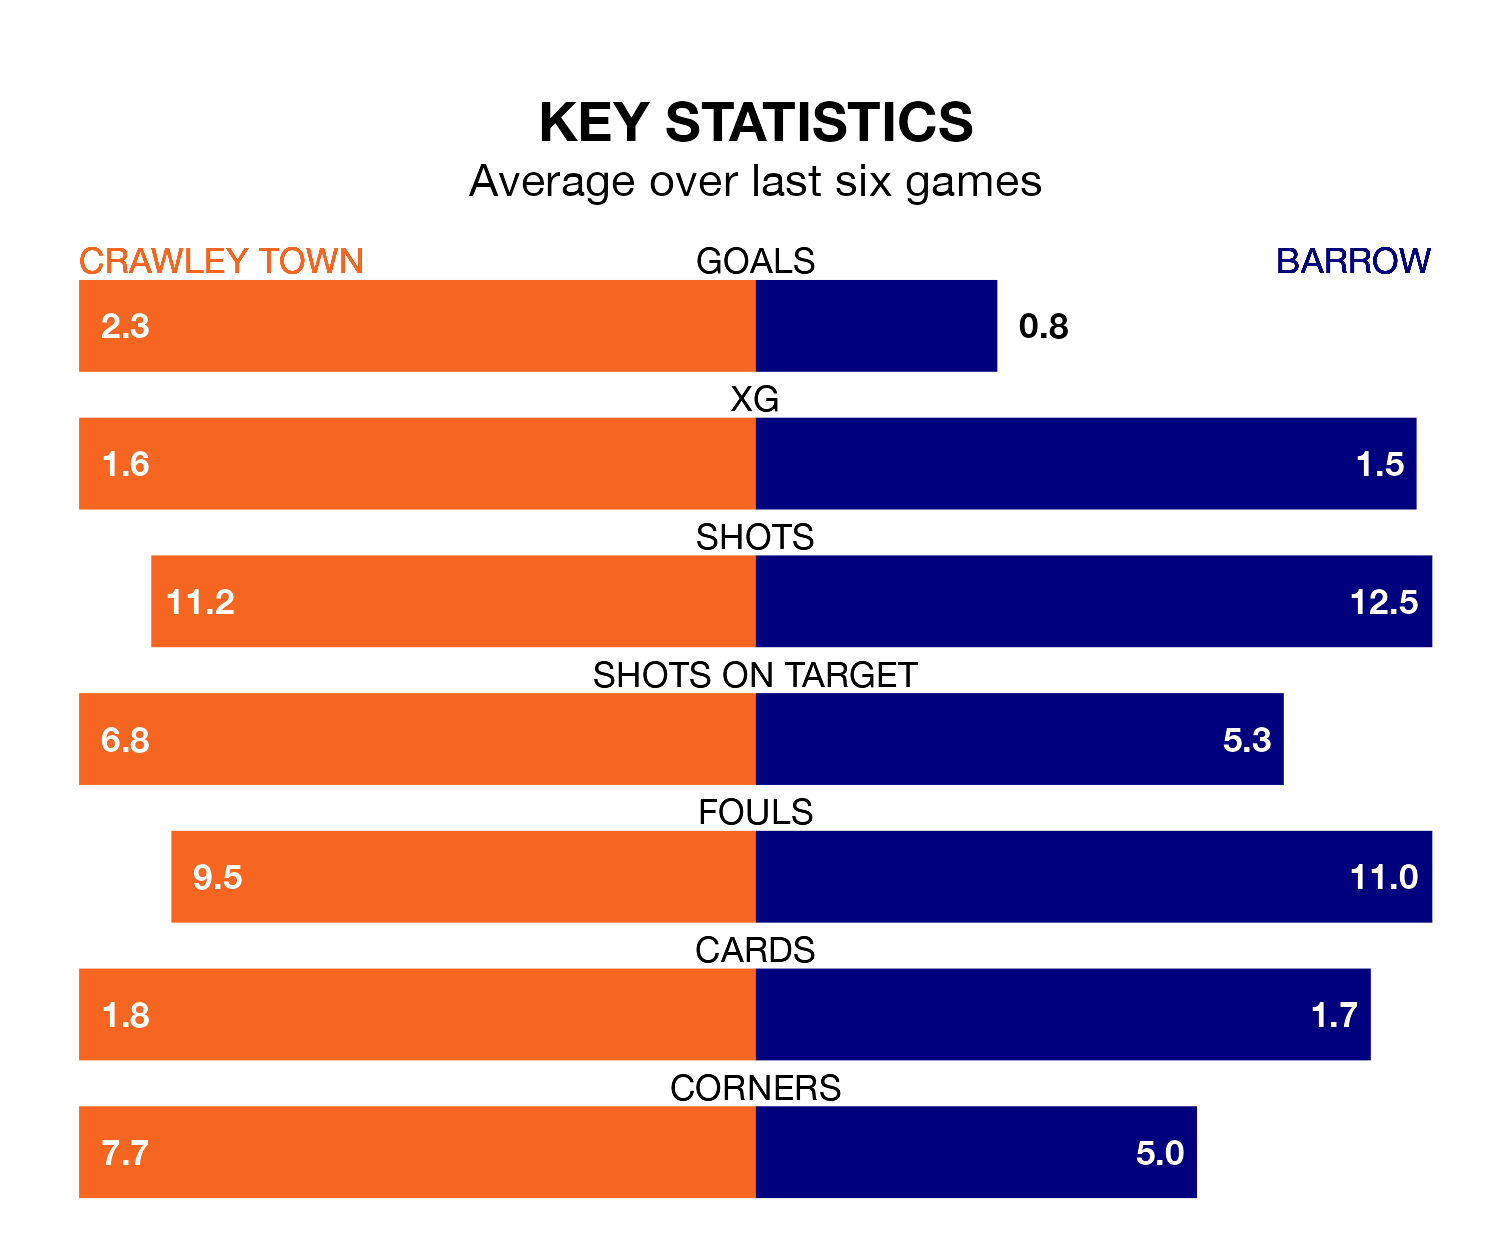 KEY STATISTICS
Average over last six games
CRAWLEY TOWN GOALS BARROW
2.3 0.8
XG
1.6 1.5
SHOTS
11.2 12.5
SHOTS ON TARGET
6.8 5.3
FOULS
9.5 11.0
CARDS
1.8 1.7
CORNERS
7.7 5.0